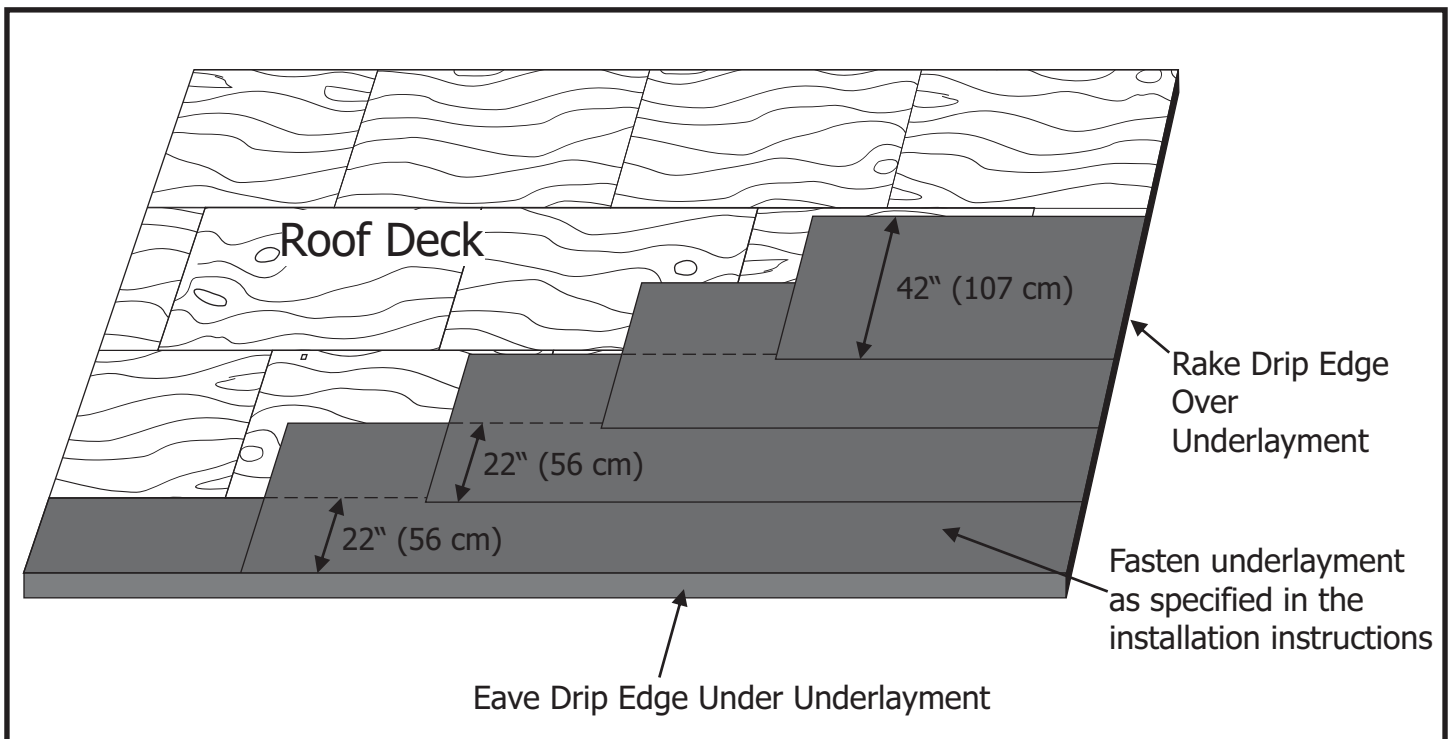 Roof Deck
42“ (107 cm)
22“ (56 cm)
22“ (56 cm)
Rake Drip Edge
Over
Underlayment
Fasten underlayment
as specified in the
installation instructions
Eave Drip Edge Under Underlayment